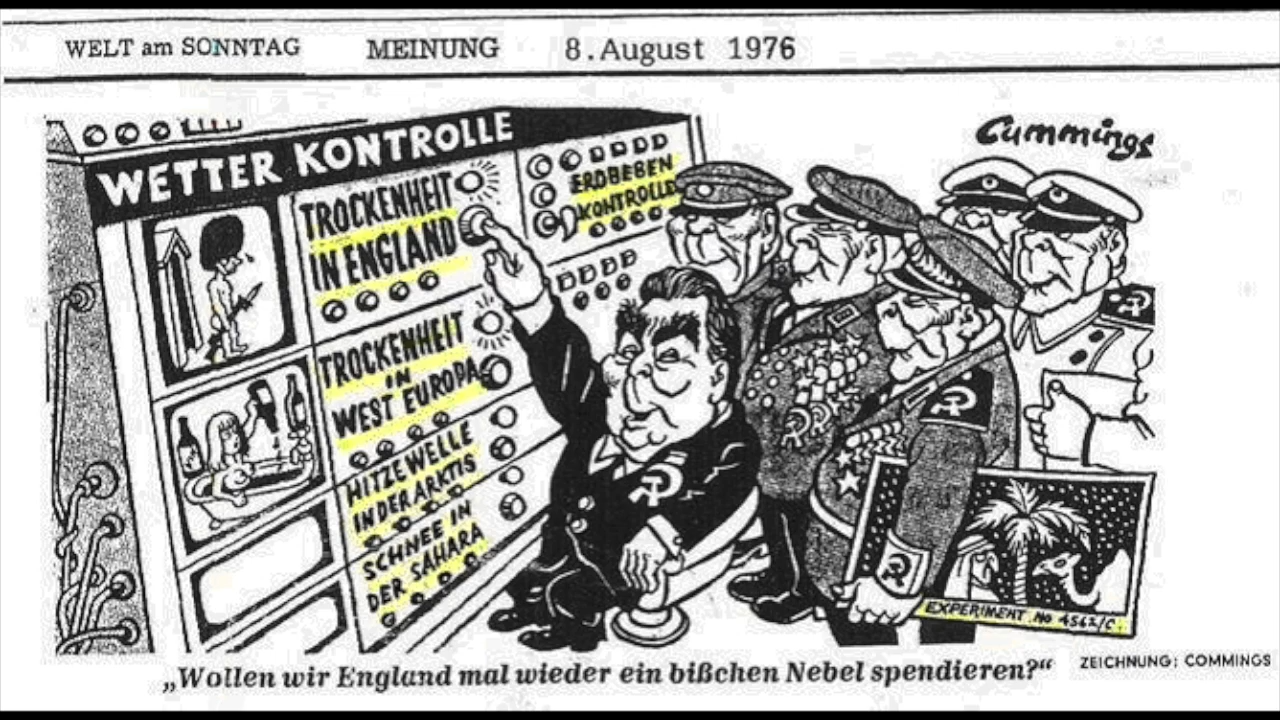 WELT am SONNTAG MEINUNG 8.August 1976
Cummings
WETTER KONTROLLE
TROCKENHEIT
IN ENGLAND
ERDBEBEN
KONTROLLE
TROCKENHEIT
IN
WEST EUROPA
HITZEWELLE
IN DER ARKTIS
SCHNEE IN
DER SAHARA
EXPERIMENT No 4562/C.
„Wollen wir England mal wieder ein bißchen Nebel spendieren?“
ZEICHNUNG: COMMINGS